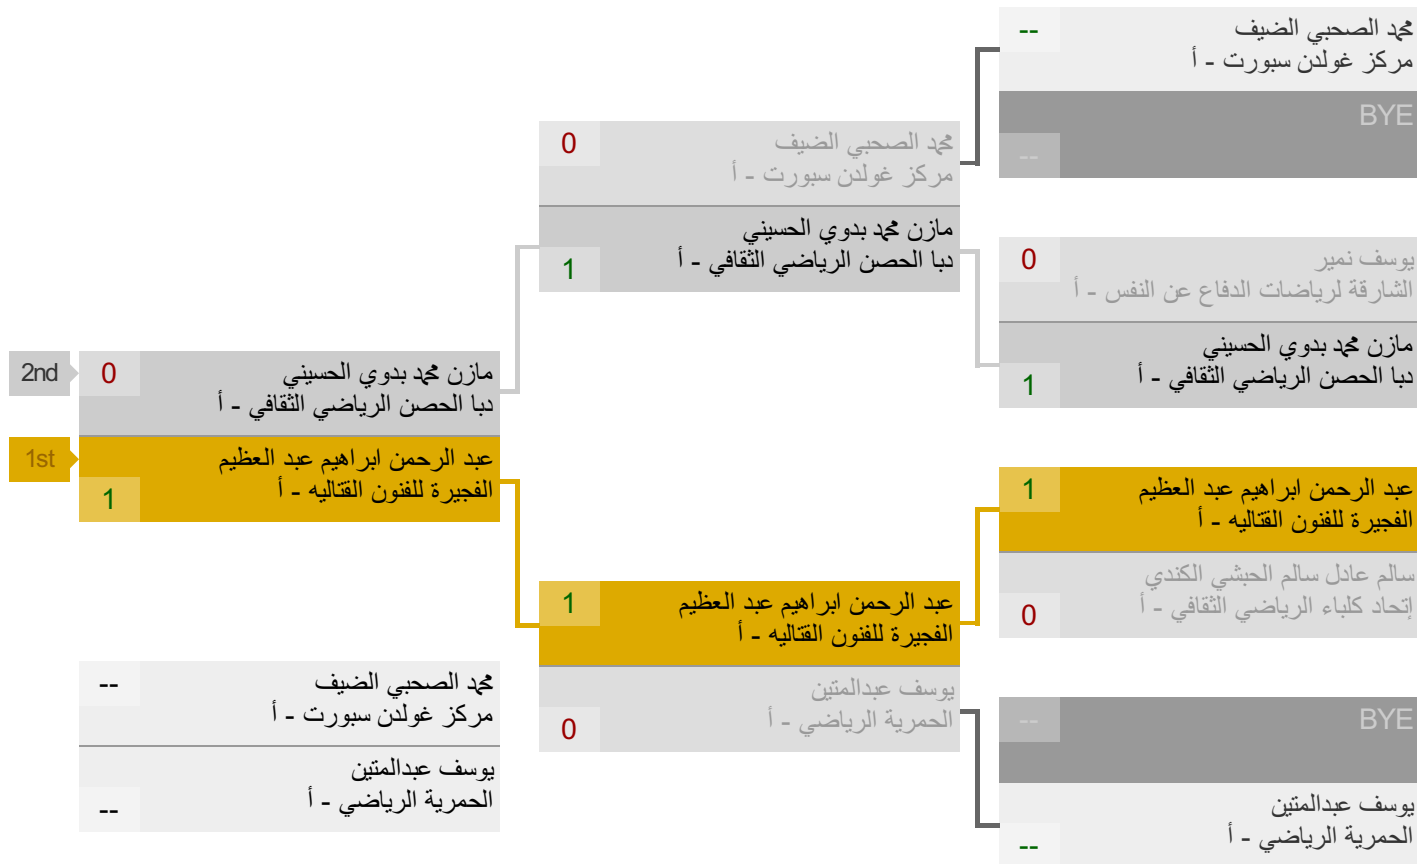 --
محمد الصحبي الضيف
مركز غولدن سبورت - أ
BYE
--
0
يوسف نمير
الشارقة لرياضات الدفاع عن النفس - أ
مازن محمد بدوي الحسيني
دبا الحصن الرياضي الثقافي - أ
1
1
عبد الرحمن ابراهيم عبد العظيم
الفجيرة للفنون القتاليه - أ
سالم عادل سالم الحبشي الكندي
إتحاد كلباء الرياضي الثقافي - أ
0
--
BYE
يوسف عبدالمتين
الحمرية الرياضي - أ
--
0
محمد الصحبي الضيف
مركز غولدن سبورت - أ
مازن محمد بدوي الحسيني
دبا الحصن الرياضي الثقافي - أ
1
1
عبد الرحمن ابراهيم عبد العظيم
الفجيرة للفنون القتاليه - أ
يوسف عبدالمتين
الحمرية الرياضي - أ
0
2nd
0
مازن محمد بدوي الحسيني
دبا الحصن الرياضي الثقافي - أ
1st
عبد الرحمن ابراهيم عبد العظيم
الفجيرة للفنون القتاليه - أ
1
--
محمد الصحبي الضيف
مركز غولدن سبورت - أ
يوسف عبدالمتين
الحمرية الرياضي - أ
--